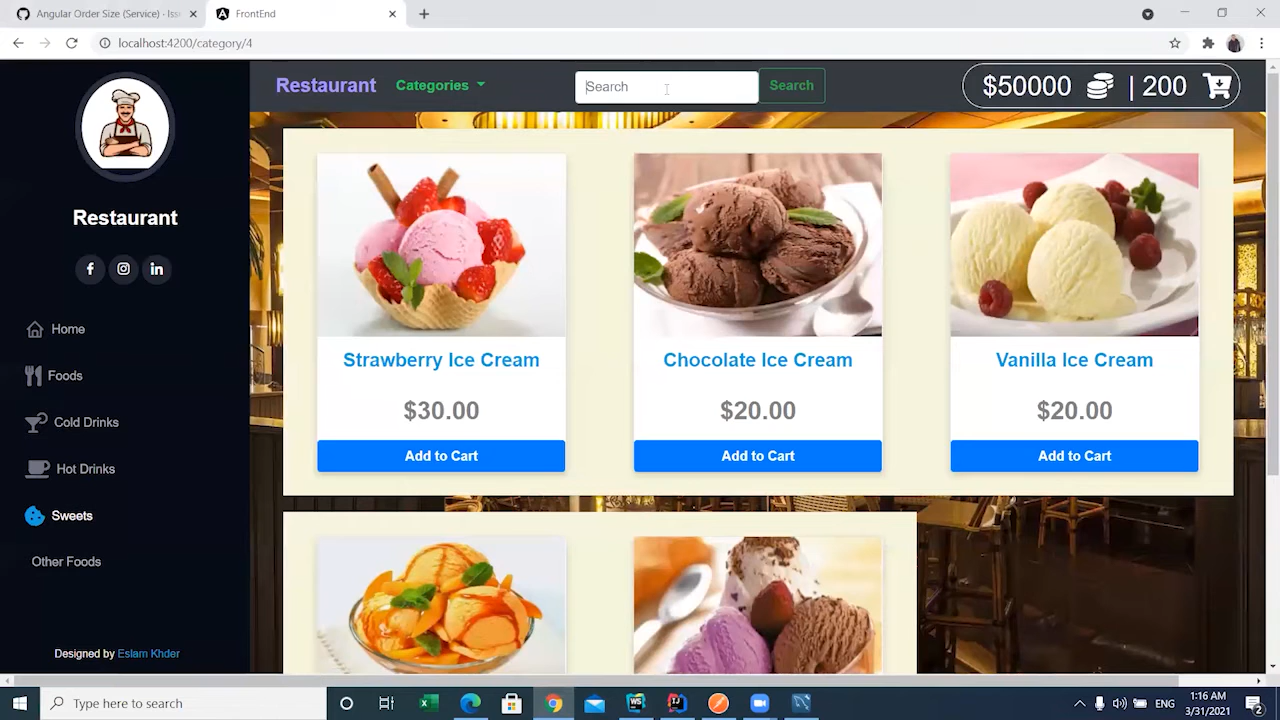 Angular Order Size (Service) · Iss
FrontEnd
localhost:4200/category/4
Restaurant
Categories
Search
Search
$50000 | 200
Restaurant
Home
Foods
Cold Drinks
Hot Drinks
Sweets
Other Foods
Designed by Eslam Khder
Strawberry Ice Cream
$30.00
Add to Cart
Chocolate Ice Cream
$20.00
Add to Cart
Vanilla Ice Cream
$20.00
Add to Cart
Type here to search
ENG
1:16 AM
3/31/2021
2